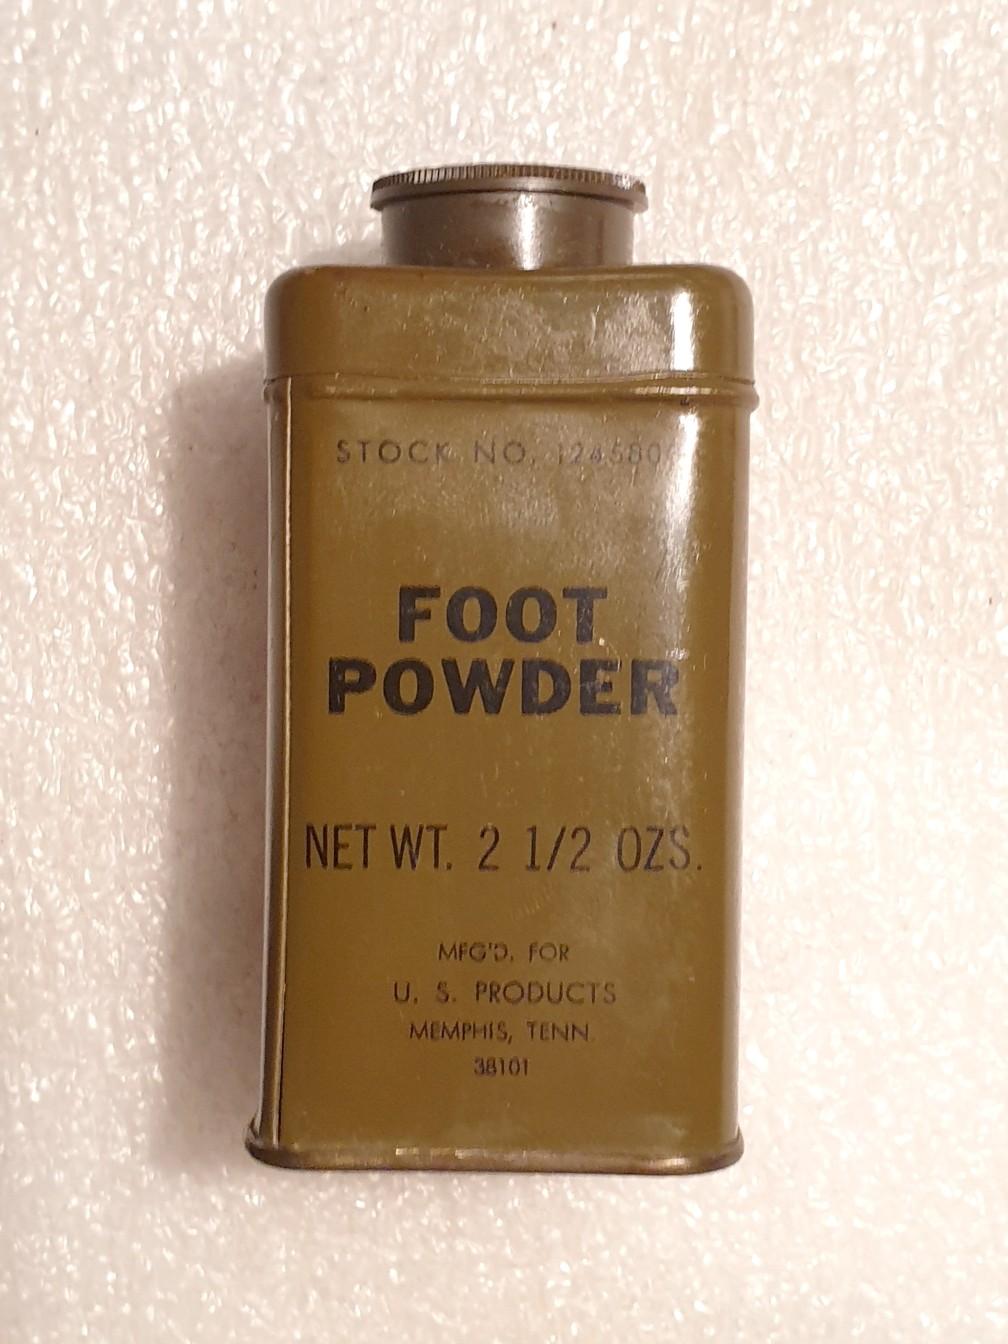 STOCK NO.
FOOT
POWDER
NET WT. 2 1/2 OZS.
MFG'D. FOR
U. S. PRODUCTS
MEMPHIS, TENN.
38101